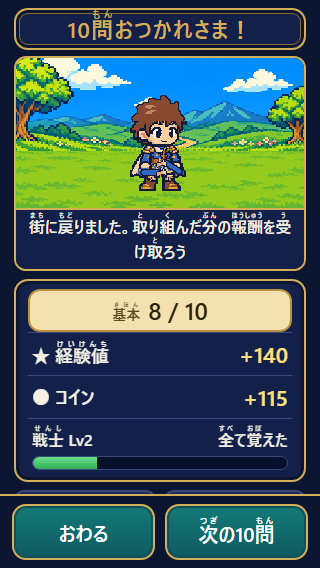 10問おつかれさま！
街に戻りました。取り組んだ分の報酬を受
け取ろう
基本 8 / 10
★ 経験値 +140
● コイン +115
戦士 Lv2 全て覚えた
おわる
次の10問